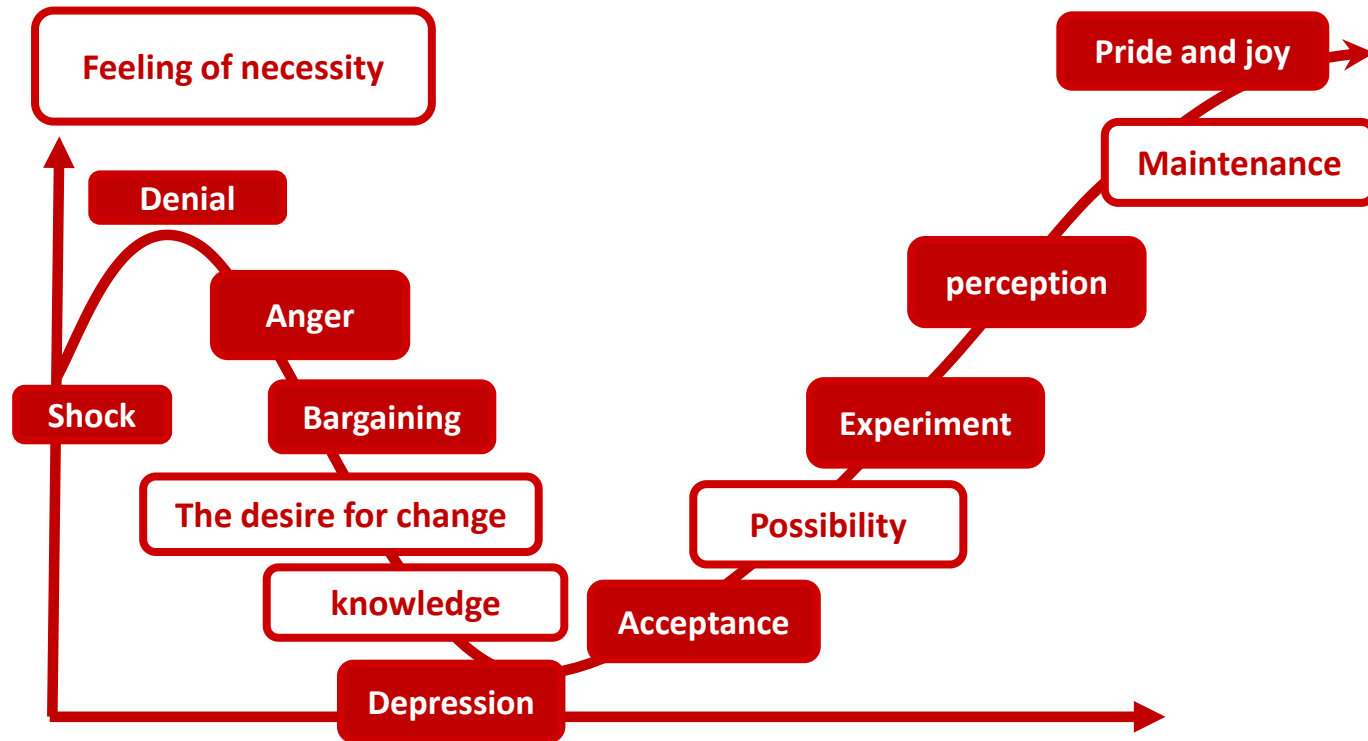 Feeling of necessity
Pride and joy
Maintenance
Denial
perception
Anger
Shock
Bargaining
Experiment
The desire for change
Possibility
knowledge
Acceptance
Depression